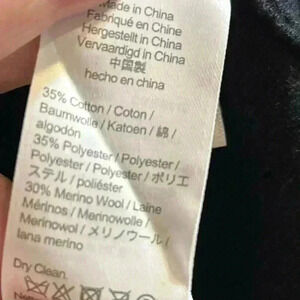 Made in China
Fabriqué en Chine
Hergestellt in China
Vervaardigd in China
中国製
hecho en china
35% Cotton / Coton /
Baumwolle / Katoen / 綿 /
algodón
35% Polyester / Polyester /
Polyester / Polyester / ポリエ
ステル / poliéster
30% Merino Wool / Laine
Mérinos / Merinowolle /
Merinowol / メリノウール /
lana merino
Dry Clean.